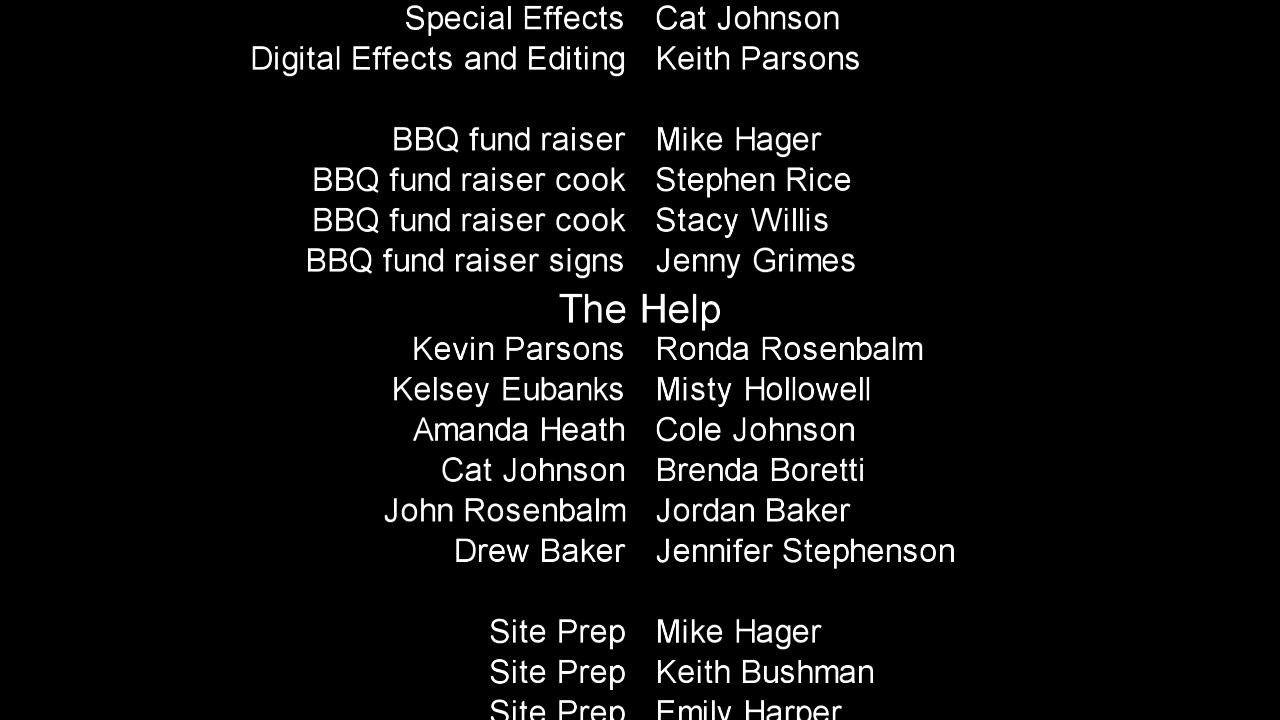 Special Effects Cat Johnson
Digital Effects and Editing Keith Parsons
BBQ fund raiser Mike Hager
BBQ fund raiser cook Stephen Rice
BBQ fund raiser cook Stacy Willis
BBQ fund raiser signs Jenny Grimes
The Help
Kevin Parsons Ronda Rosenbalm
Kelsey Eubanks Misty Hollowell
Amanda Heath Cole Johnson
Cat Johnson Brenda Boretti
John Rosenbalm Jordan Baker
Drew Baker Jennifer Stephenson
Site Prep Mike Hager
Site Prep Keith Bushman
Site Prep Emily Harper